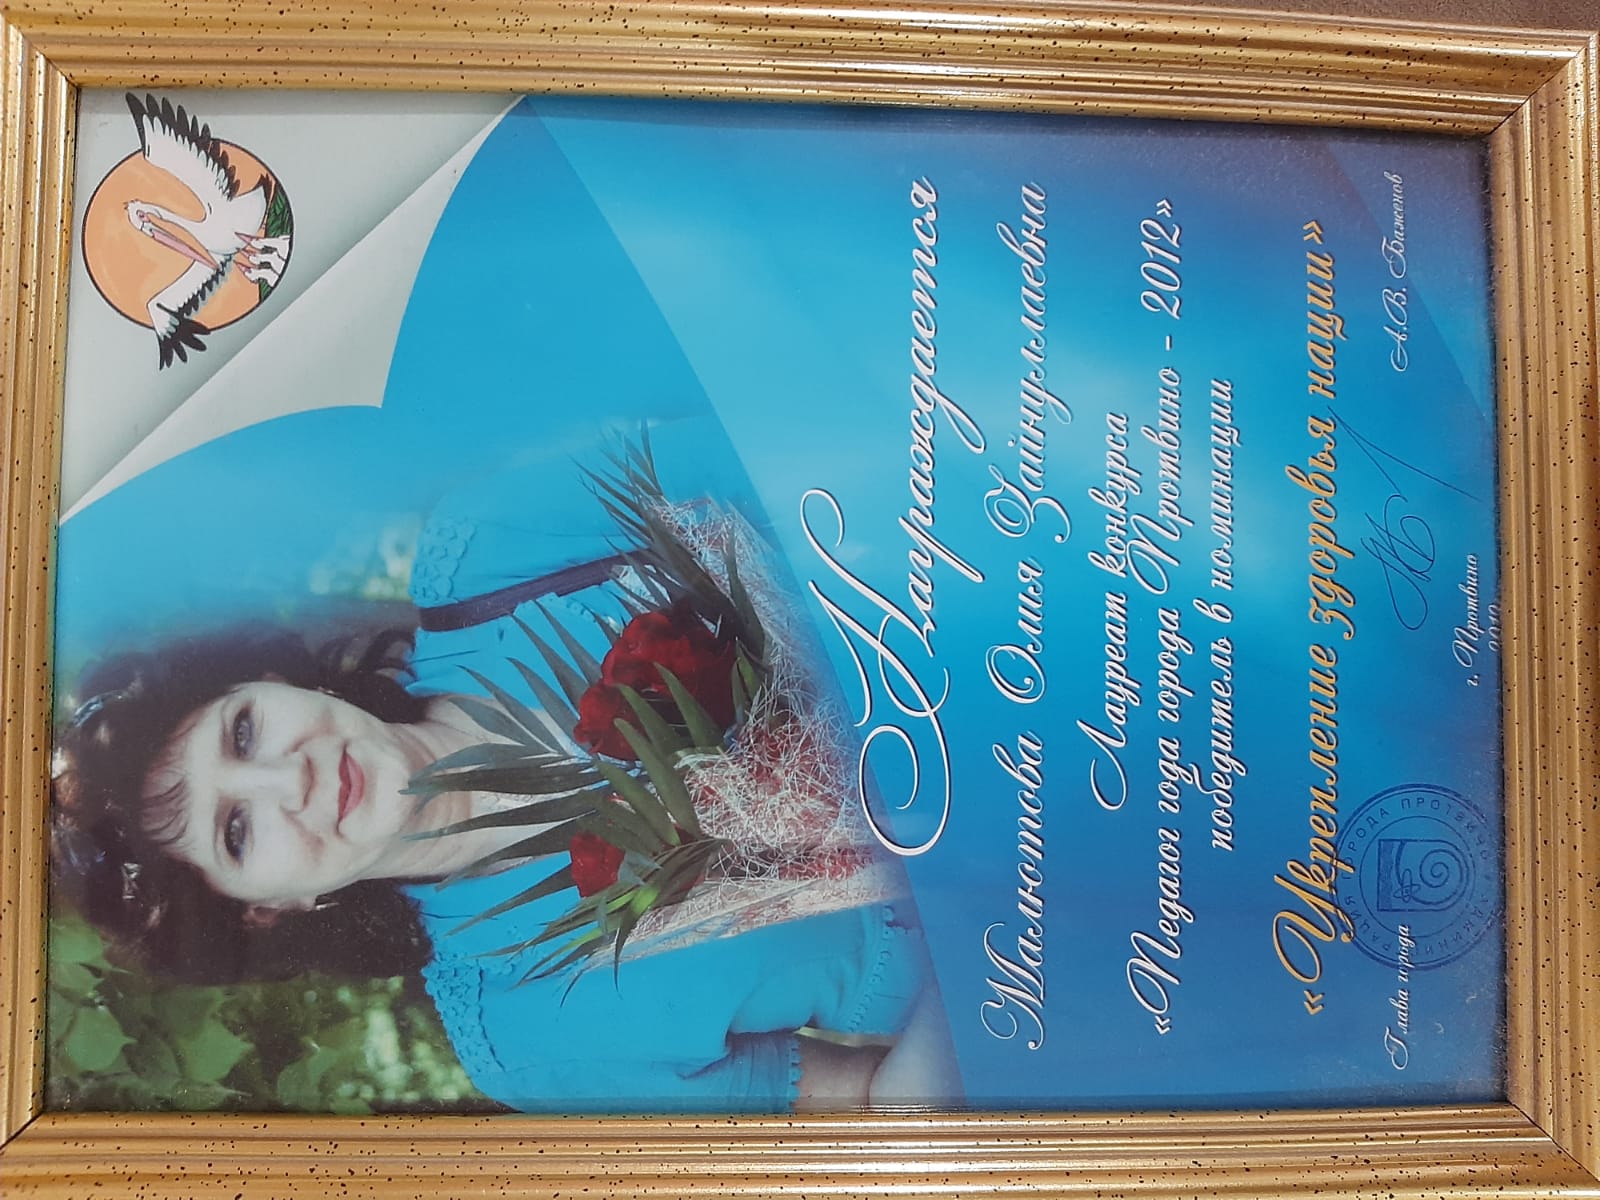 Награждается
Малютова Олия Зайнуллаевна
Лауреат конкурса
«Педагог года города Протвино - 2012»
победитель в номинации
«Укрепление здоровья нации»
Глава города А.В. Баженов
г. Протвино